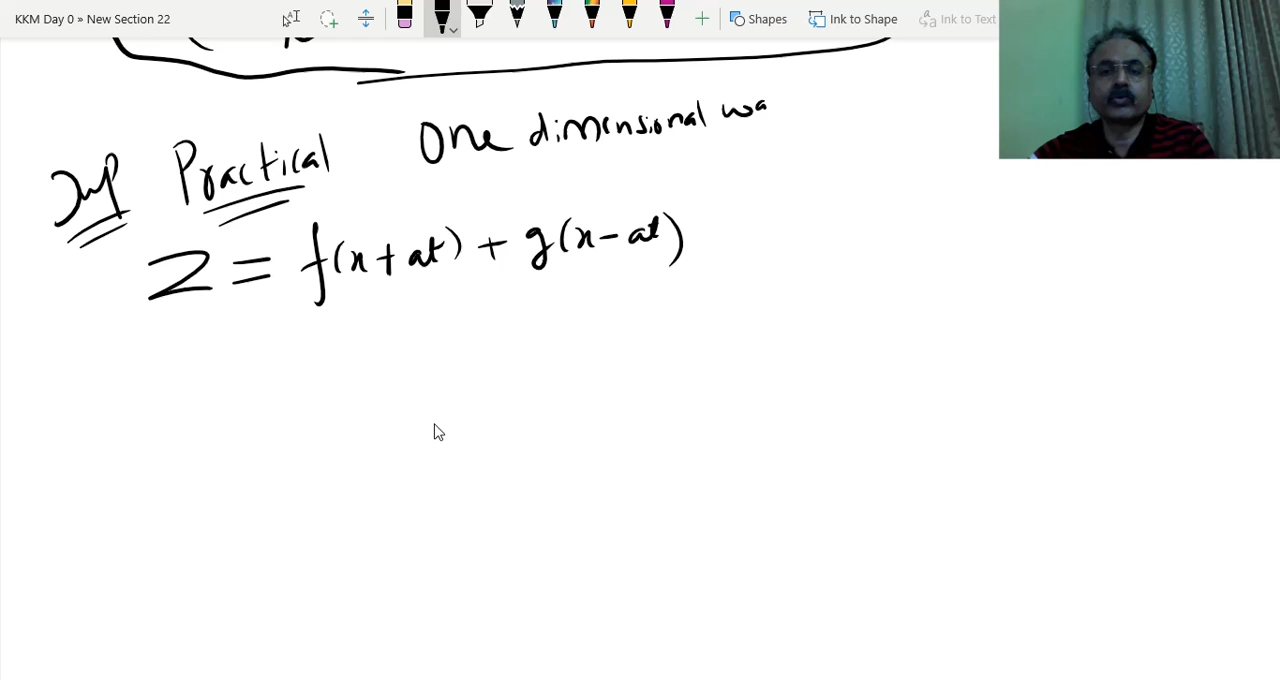 KKM Day 0 » New Section 22
Shapes
Ink to Shape
Ink to Text
One dimensional wa
Imp Practical
Z = f(x+at) + g(x-at)